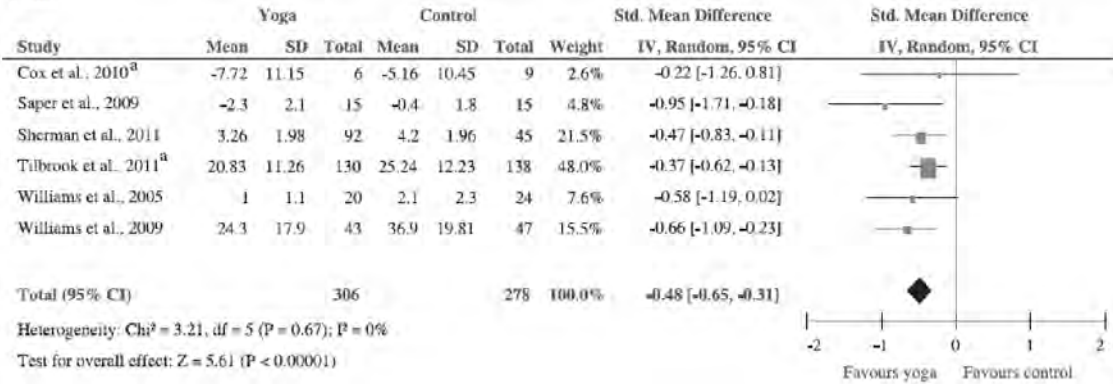 Yoga Control Std. Mean Difference Std. Mean Difference
Study Mean SD Total Mean SD Total Weight IV, Random, 95% CI IV, Random, 95% CI
Cox et al., 2010a -7.72 11.15 6 -5.16 10.45 9 2.6% -0.22 [-1.26, 0.81]
Saper et al., 2009 -2.3 2.1 15 -0.4 1.8 15 4.8% -0.95 [-1.71, -0.18]
Sherman et al., 2011 3.26 1.98 92 4.2 1.96 45 21.5% -0.47 [-0.83, -0.11]
Tilbrook et al., 2011a 20.83 11.26 130 25.24 12.23 138 48.0% -0.37 [-0.62, -0.13]
Williams et al., 2005 1 1.1 20 2.1 2.3 24 7.6% -0.58 [-1.19, 0.02]
Williams et al., 2009 24.3 17.9 43 36.9 19.81 47 15.5% -0.66 [-1.09, -0.23]
Total (95% CI) 306 278 100.0% -0.48 [-0.65, -0.31]
Heterogeneity: Chi² = 3.21, df = 5 (P = 0.67); I² = 0%
Test for overall effect: Z = 5.61 (P < 0.00001)
-2 -1 0 1 2
Favours yoga Favours control